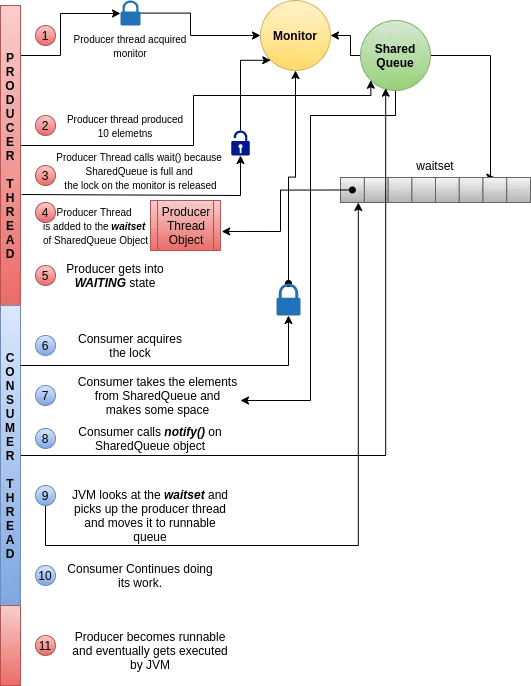 PRODUCER THREAD
CONSUMER THREAD
Monitor
Shared
Queue
waitset
1
Producer thread acquired
monitor
2
Producer thread produced
10 elemetns
3
Producer Thread calls wait() because
SharedQueue is full and
the lock on the monitor is released
4
Producer Thread
is added to the waitset
of SharedQueue Object
Producer
Thread
Object
5
Producer gets into
WAITING state
6
Consumer acquires
the lock
7
Consumer takes the elements
from SharedQueue and
makes some space
8
Consumer calls notify() on
SharedQueue object
9
JVM looks at the waitset and
picks up the producer thread
and moves it to runnable
queue
10
Consumer Continues doing
its work.
11
Producer becomes runnable
and eventually gets executed
by JVM